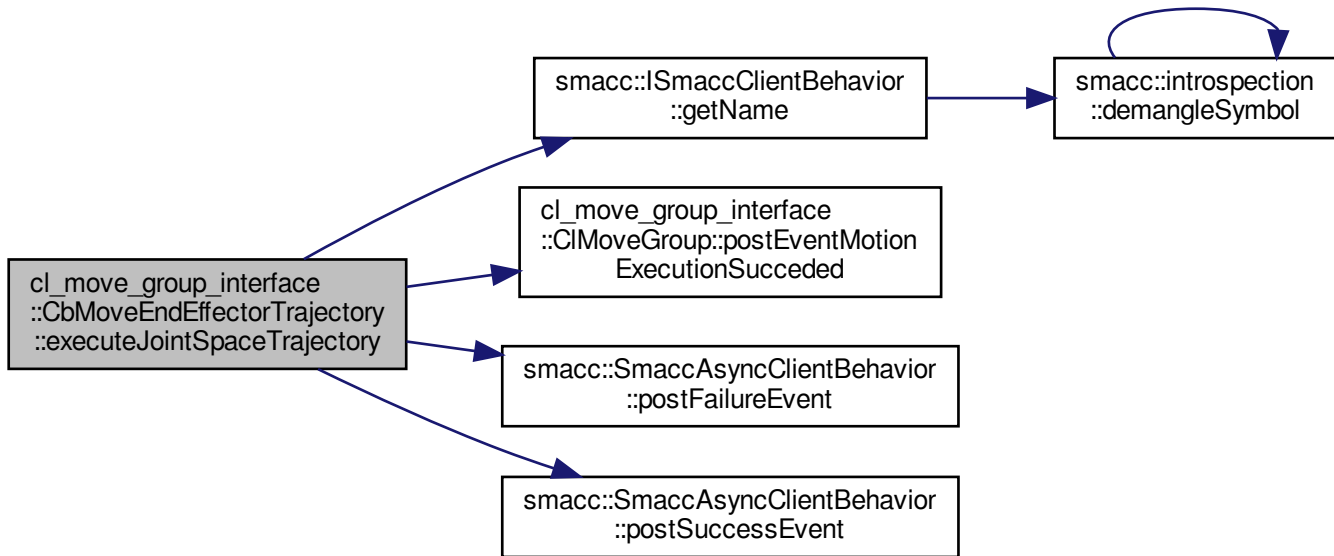 cl_move_group_interface
::CbMoveEndEffectorTrajectory
::executeJointSpaceTrajectory
smacc::ISmaccClientBehavior
::getName
smacc::introspection
::demangleSymbol
cl_move_group_interface
::ClMoveGroup::postEventMotion
ExecutionSucceded
smacc::SmaccAsyncClientBehavior
::postFailureEvent
smacc::SmaccAsyncClientBehavior
::postSuccessEvent